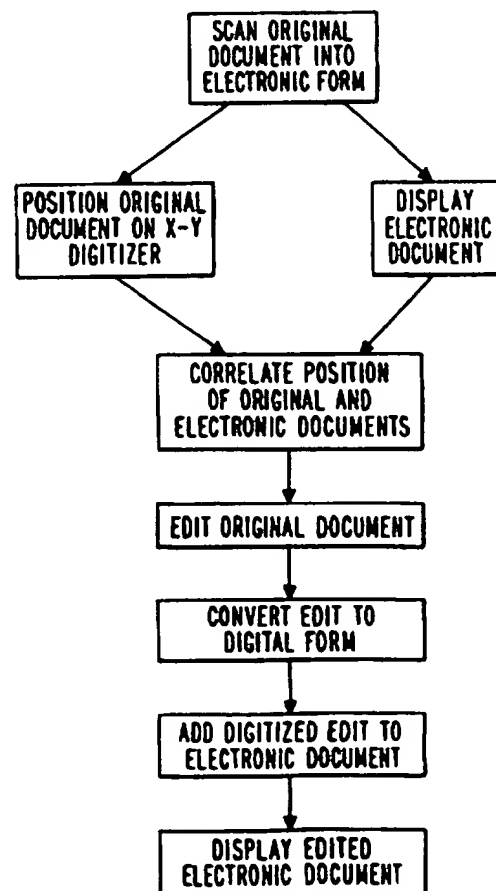 SCAN ORIGINAL
DOCUMENT INTO
ELECTRONIC FORM
POSITION ORIGINAL
DOCUMENT ON X-Y
DIGITIZER
DISPLAY
ELECTRONIC
DOCUMENT
CORRELATE POSITION
OF ORIGINAL AND
ELECTRONIC DOCUMENTS
EDIT ORIGINAL DOCUMENT
CONVERT EDIT TO
DIGITAL FORM
ADD DIGITIZED EDIT TO
ELECTRONIC DOCUMENT
DISPLAY EDITED
ELECTRONIC DOCUMENT